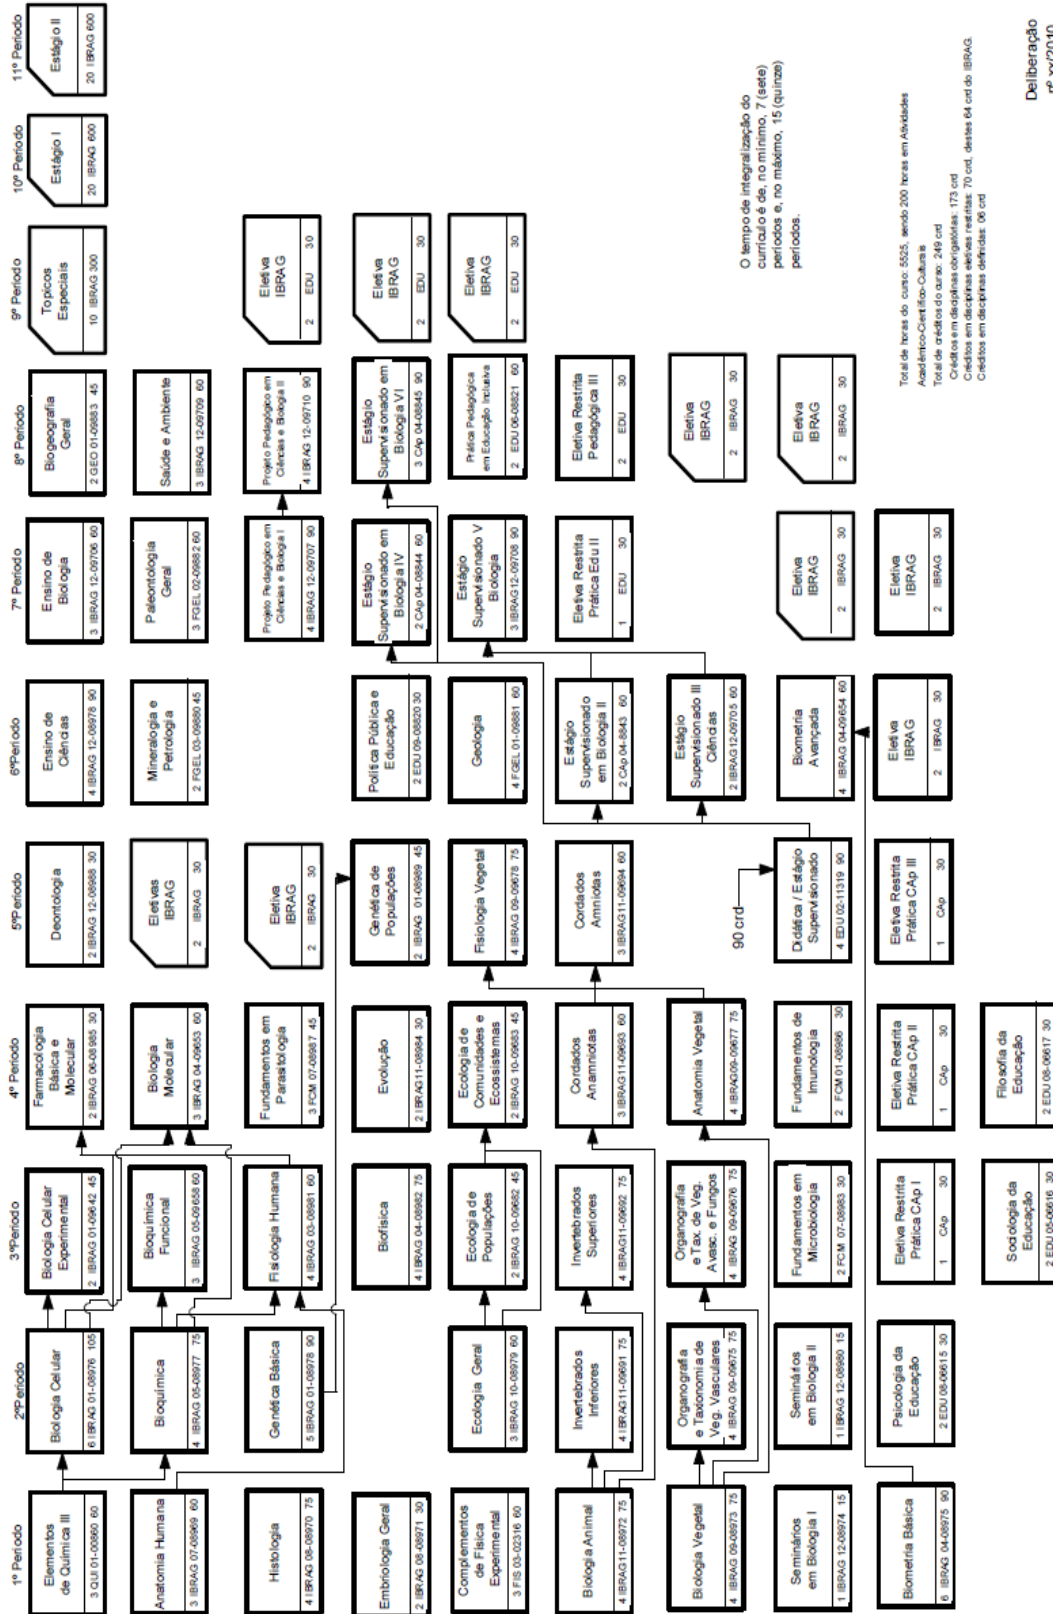 1º Periodo
Elementos
de Quimica III
3 QUI 01-00860 60
Anatomia Humana
3 IBRAG 07-08969 60
Histologia
4 IBRAG 08-08970 75
Embriologia Geral
2 IBRAG 08-08971 30
Complementos
de Fisica
Experimental
3 FIS 03-02316 60
Biologia Animal
4 IBRAG11-08972 75
Biologia Vegetal
4 IBRAG 09-08973 75
Seminários
em Biologia I
1 IBRAG 12-08974 15
Biometria Básica
6 IBRAG 04-08975 90
2ºPeriodo
Biologia Celular
6 IBRAG 01-08976 105
Bioquimica
4 IBRAG 05-08977 75
Genética Básica
5 IBRAG 01-08978 90
Ecologia Geral
3 IBRAG 10-08979 60
Invertebrados
Inferiores
4 IBRAG11-09691 75
Organografia
e Taxionomia de
Veg. Vasculares
4 IBRAG 09-09675 75
Seminários
em Biologia II
1 IBRAG 12-08980 15
Psicologia da
Educação
2 EDU 08-06615 30
3ºPeriodo
Biologia Celular
Experimental
2 IBRAG 01-09642 45
Bioquimica
Funcional
3 IBRAG 05-09658 60
Fisiologia Humana
4 IBRAG 03-08981 60
Biofisica
4 IBRAG 04-08982 75
Ecologia de
Populações
2 IBRAG 10-09682 45
Invertebrados
Superiores
4 IBRAG11-09692 75
Organografia
e Tax. de Veg.
Avasc. e Fungos
4 IBRAG 09-09676 75
Fundamentos em
Microbiologia
2 FCM 07-08983 30
Eletiva Restrita
Prática CAp I
1 CAp 30
Sociologia da
Educação
2 EDU 05-06616 30
4º Periodo
Farmacologia
Básica e
Molecular
2 IBRAG 06-08985 30
Biologia
Molecular
3 IBRAG 04-09653 60
Fundamentos em
Parasitologia
3 FCM 07-08987 45
Evolução
2 IBRAG11-08984 30
Ecologia de
Comunidades e
Ecossistemas
2 IBRAG 10-09683 45
Cordados
Anamniotas
3 IBRAG11-09693 60
Anatomia Vegetal
4 IBRAG09-09677 75
Fundamentos de
Imunologia
2 FCM 01-08986 30
Eletiva Restrita
Prática CAp II
1 CAp 30
Filosofia da
Educação
2 EDU 08-06617 30
5ºPeriodo
Deontologia
2 IBRAG 12-08988 30
Eletivas
IBRAG
2 IBRAG 30
Eletiva
IBRAG
2 IBRAG 30
Genética de
Populações
2 IBRAG 01-08989 45
Fisiologia Vegetal
4 IBRAG 09-09678 75
Cordados
Amniotas
3 IBRAG11-09694 60
90 crd
Didática / Estágio
Supervisionado
4 EDU 02-11319 90
Eletiva Restrita
Prática CAp III
1 CAp 30
6ºPeriodo
Ensino de
Ciências
4 IBRAG 12-08978 90
Mineralogia e
Petrologia
2 FGEL 03-09880 45
Politica Pública e
Educação
2 EDU 09-08820 30
Geologia
4 FGEL 01-09881 60
Estágio
Supervisionado
em Biologia II
2 CAp 04-8843 60
Estágio
Supervisionado III
Ciências
2 IBRAG12-09705 60
Biometria
Avançada
4 IBRAG 04-09654 60
Eletiva
IBRAG
2 IBRAG 30
7º Periodo
Ensino de
Biologia
3 IBRAG 12-09706 60
Paleontologia
Geral
3 FGEL 02-09882 60
Projeto Pedagógico em
Ciências e Biologia I
4 IBRAG 12-09707 90
Estágio
Supervisionado em
Biologia IV
2 CAp 04-08844 60
Estágio
Supervisionado V
Biologia
3 IBRAG12-09708 90
Eletiva Restrita
Prática Edu II
1 EDU 30
Eletiva
IBRAG
2 IBRAG 30
Eletiva
IBRAG
2 IBRAG 30
8º Periodo
Biogeografia
Geral
2 GEO 01-09883 45
Saúde e Ambiente
3 IBRAG 12-09709 60
Projeto Pedagógico em
Ciências e Biologia II
4 IBRAG 12-09710 90
Estágio
Supervisionado em
Biologia VI
3 CAp 04-08845 90
Prática Pedagógica
em Educação Inclusiva
2 EDU 06-08821 60
Eletiva Restrita
Pedagógica III
2 EDU 30
Eletiva
IBRAG
2 IBRAG 30
Eletiva
IBRAG
2 IBRAG 30
9º Periodo
Topicos
Especiais
10 IBRAG 300
Eletiva
IBRAG
2 EDU 30
Eletiva
IBRAG
2 EDU 30
Eletiva
IBRAG
2 EDU 30
10º Periodo
Estágio I
20 IBRAG 600
11º Periodo
Estágio II
20 IBRAG 600
O tempo de integralização do
currículo é de, no mínimo, 7 (sete)
períodos e, no máximo, 15 (quinze)
períodos.
Total de horas do curso: 5525, sendo 200 horas em Atividades
Acadêmico-Científico-Culturais
Total de créditos do curso: 249 crd
Créditos em disciplinas obrigatórias: 173 crd
Créditos em disciplinas eletivas restritas: 70 crd, destes 64 crd do IBRAG.
Créditos em disciplinas definidas: 06 crd
Deliberação
nº xx/2010